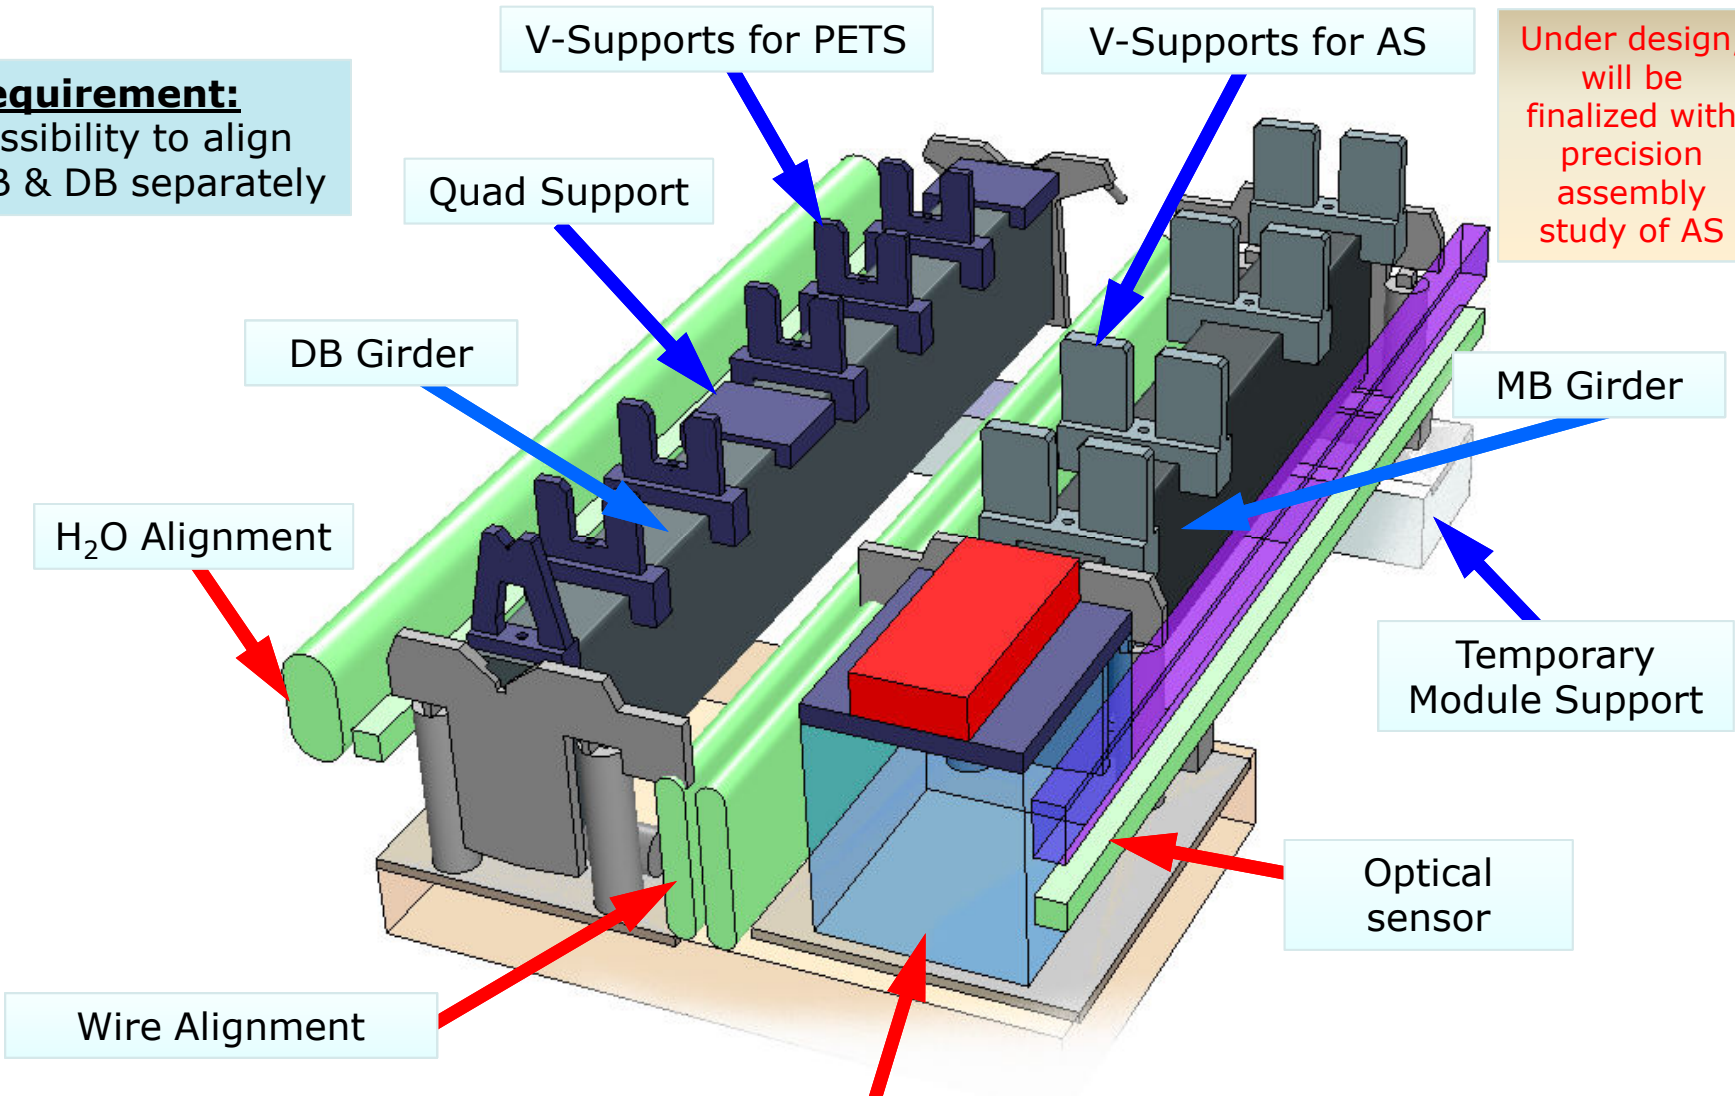 V-Supports for PETS
V-Supports for AS
Under design,
will be
finalized with
precision
assembly
study of AS
equirement:
ssibility to align
B & DB separately
Quad Support
DB Girder
MB Girder
H₂O Alignment
Temporary
Module Support
Optical
sensor
Wire Alignment